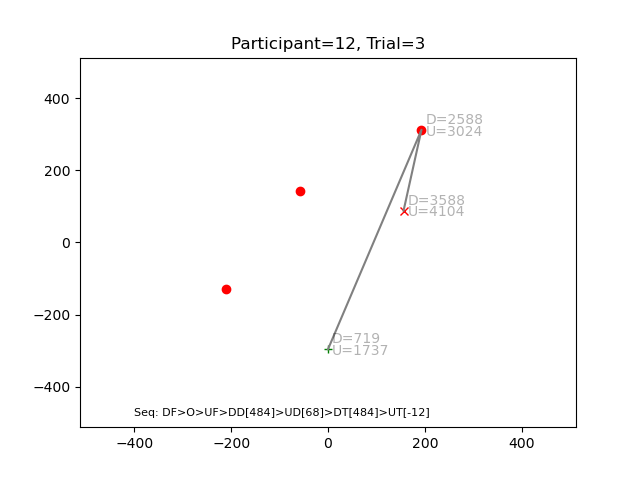 Participant=12, Trial=3
400
200
0
−200
−400
D=2588
U=3024
D=3588
U=4104
D=719
U=1737
Seq: DF>O>UF>DD[484]>UD[68]>DT[484]>UT[-12]
−400
−200
0
200
400